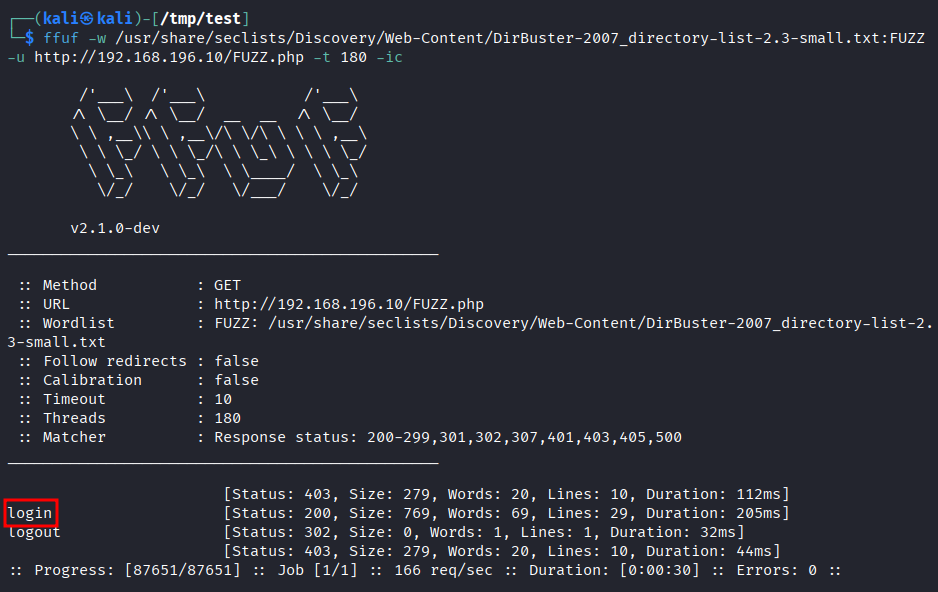 ┌──(kali㉿kali)-[/tmp/test]
└─$ ffuf -w /usr/share/seclists/Discovery/Web-Content/DirBuster-2007_directory-list-2.3-small.txt:FUZZ
-u http://192.168.196.10/FUZZ.php -t 180 -ic
v2.1.0-dev
:: Method : GET
:: URL : http://192.168.196.10/FUZZ.php
:: Wordlist : FUZZ: /usr/share/seclists/Discovery/Web-Content/DirBuster-2007_directory-list-2.
3-small.txt
:: Follow redirects : false
:: Calibration : false
:: Timeout : 10
:: Threads : 180
:: Matcher : Response status: 200-299,301,302,307,401,403,405,500
[Status: 403, Size: 279, Words: 20, Lines: 10, Duration: 112ms]
login [Status: 200, Size: 769, Words: 69, Lines: 29, Duration: 205ms]
logout [Status: 302, Size: 0, Words: 1, Lines: 1, Duration: 32ms]
[Status: 403, Size: 279, Words: 20, Lines: 10, Duration: 44ms]
:: Progress: [87651/87651] :: Job [1/1] :: 166 req/sec :: Duration: [0:00:30] :: Errors: 0 ::